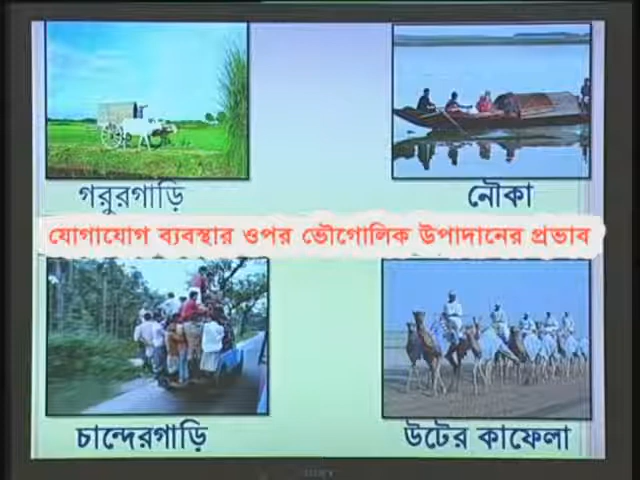 গরুরগাড়ি
নৌকা
যোগাযোগ ব্যবস্থার ওপর ভৌগোলিক উপাদানের প্রভাব
চান্দেরগাড়ি
উটের কাফেলা